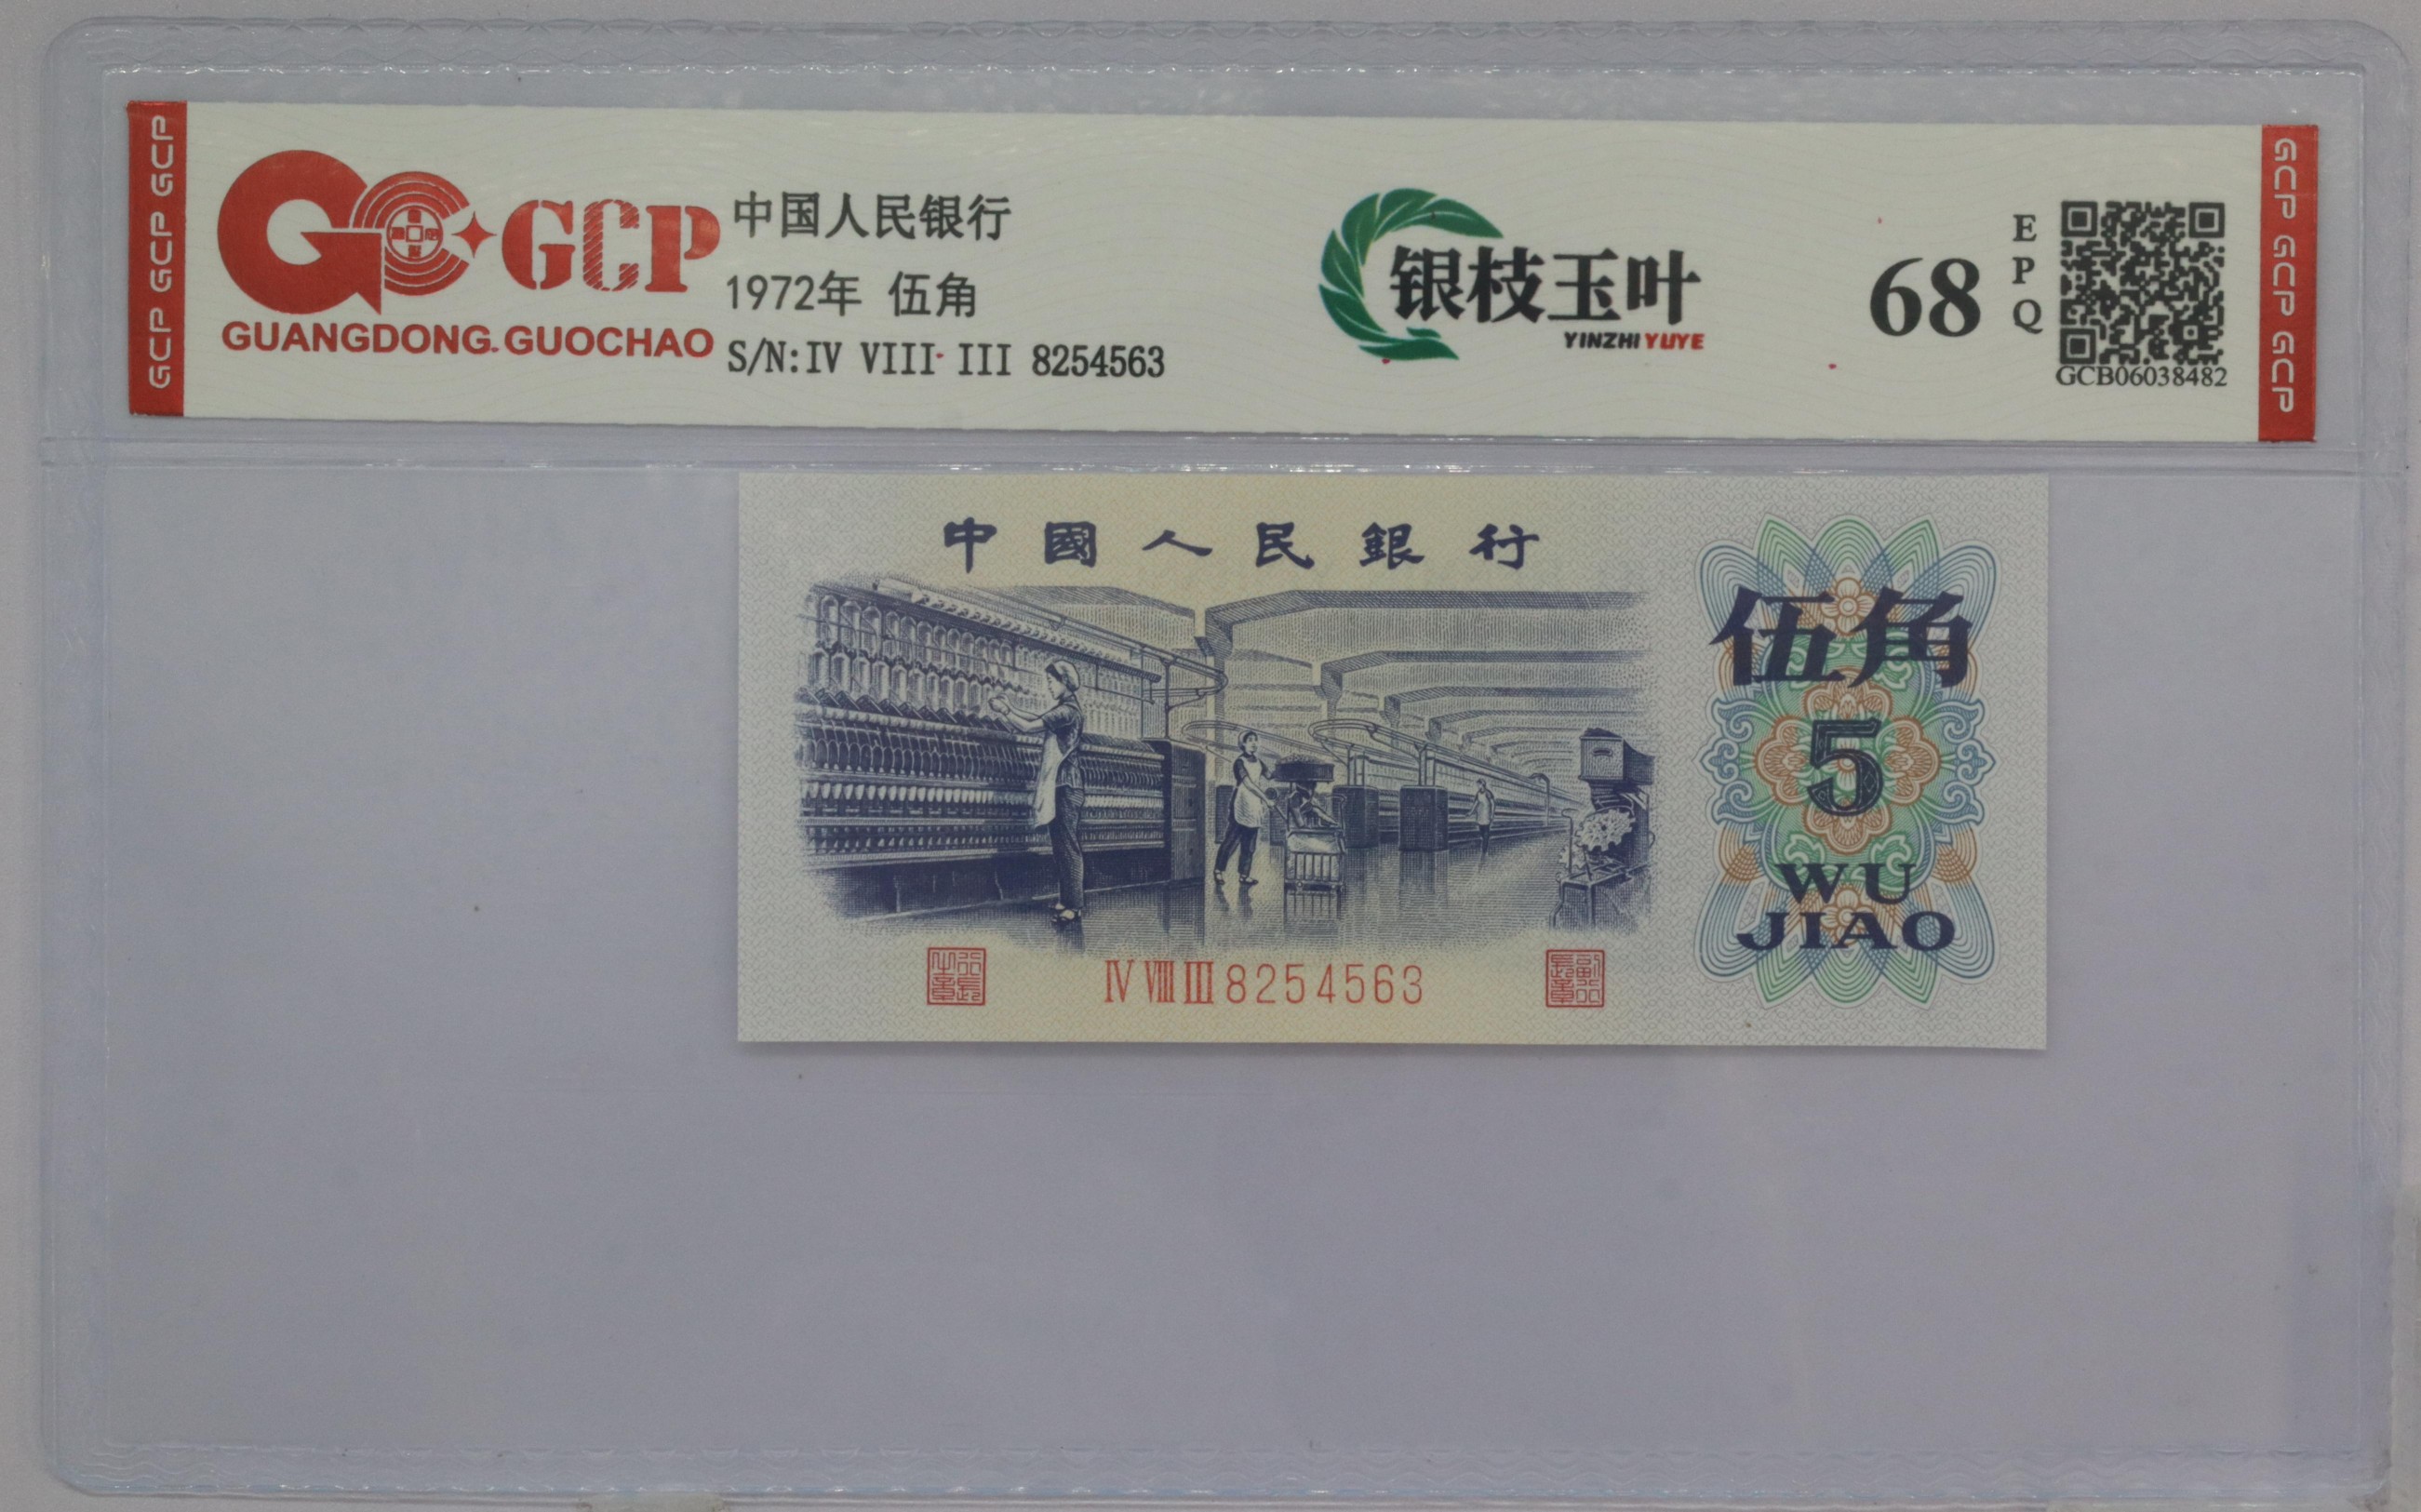 GCP GCP GCP
GCP
GUANGDONG.GUOCHAO
中国人民银行
1972年 伍角
S/N:IV VIII III 8254563
银枝玉叶
YINZHI YUYE
68
EPQ
GCB06038482
GCP GCP GCP
中國人民銀行
伍角
5
WU
JIAO
IV VIII III 8254563